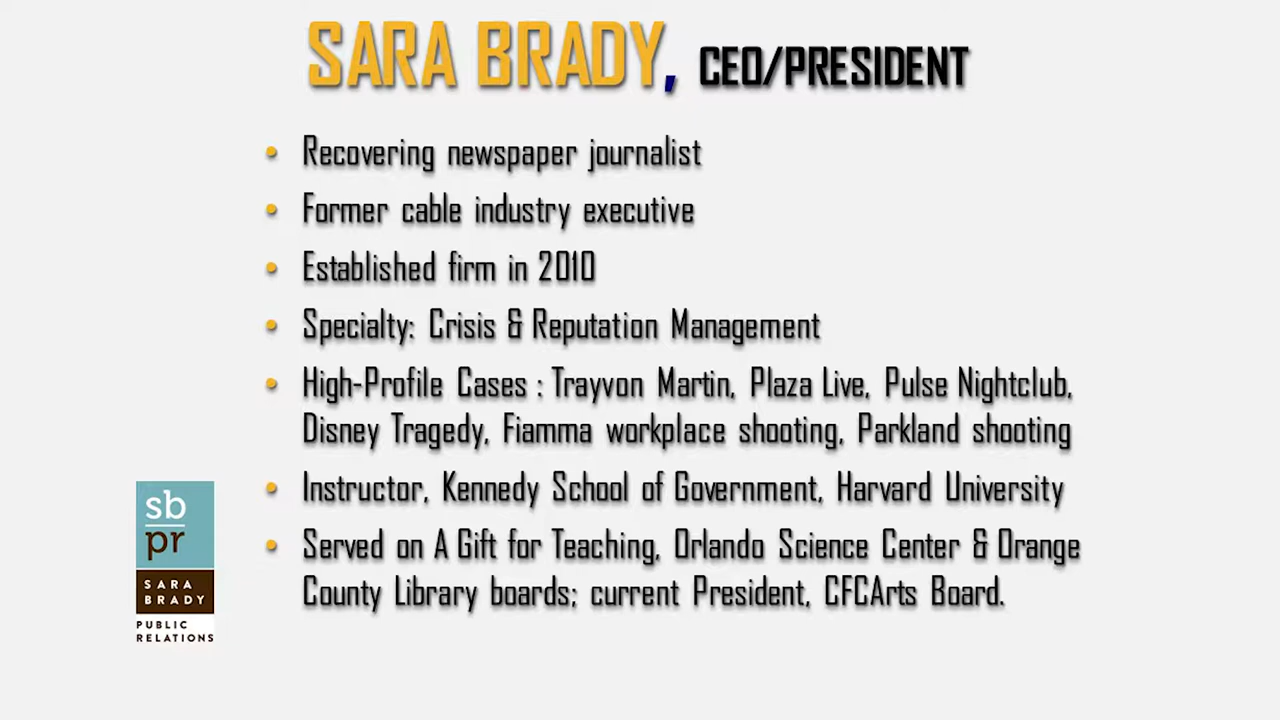 SARA BRADY, CEO/PRESIDENT
• Recovering newspaper journalist
• Former cable industry executive
• Established firm in 2010
• Specialty: Crisis & Reputation Management
• High-Profile Cases : Trayvon Martin, Plaza Live, Pulse Nightclub,
Disney Tragedy, Fiamma workplace shooting, Parkland shooting
• Instructor, Kennedy School of Government, Harvard University
• Served on A Gift for Teaching, Orlando Science Center & Orange
County Library boards; current President, CFCArts Board.
sb
pr
SARA
BRADY
PUBLIC
RELATIONS